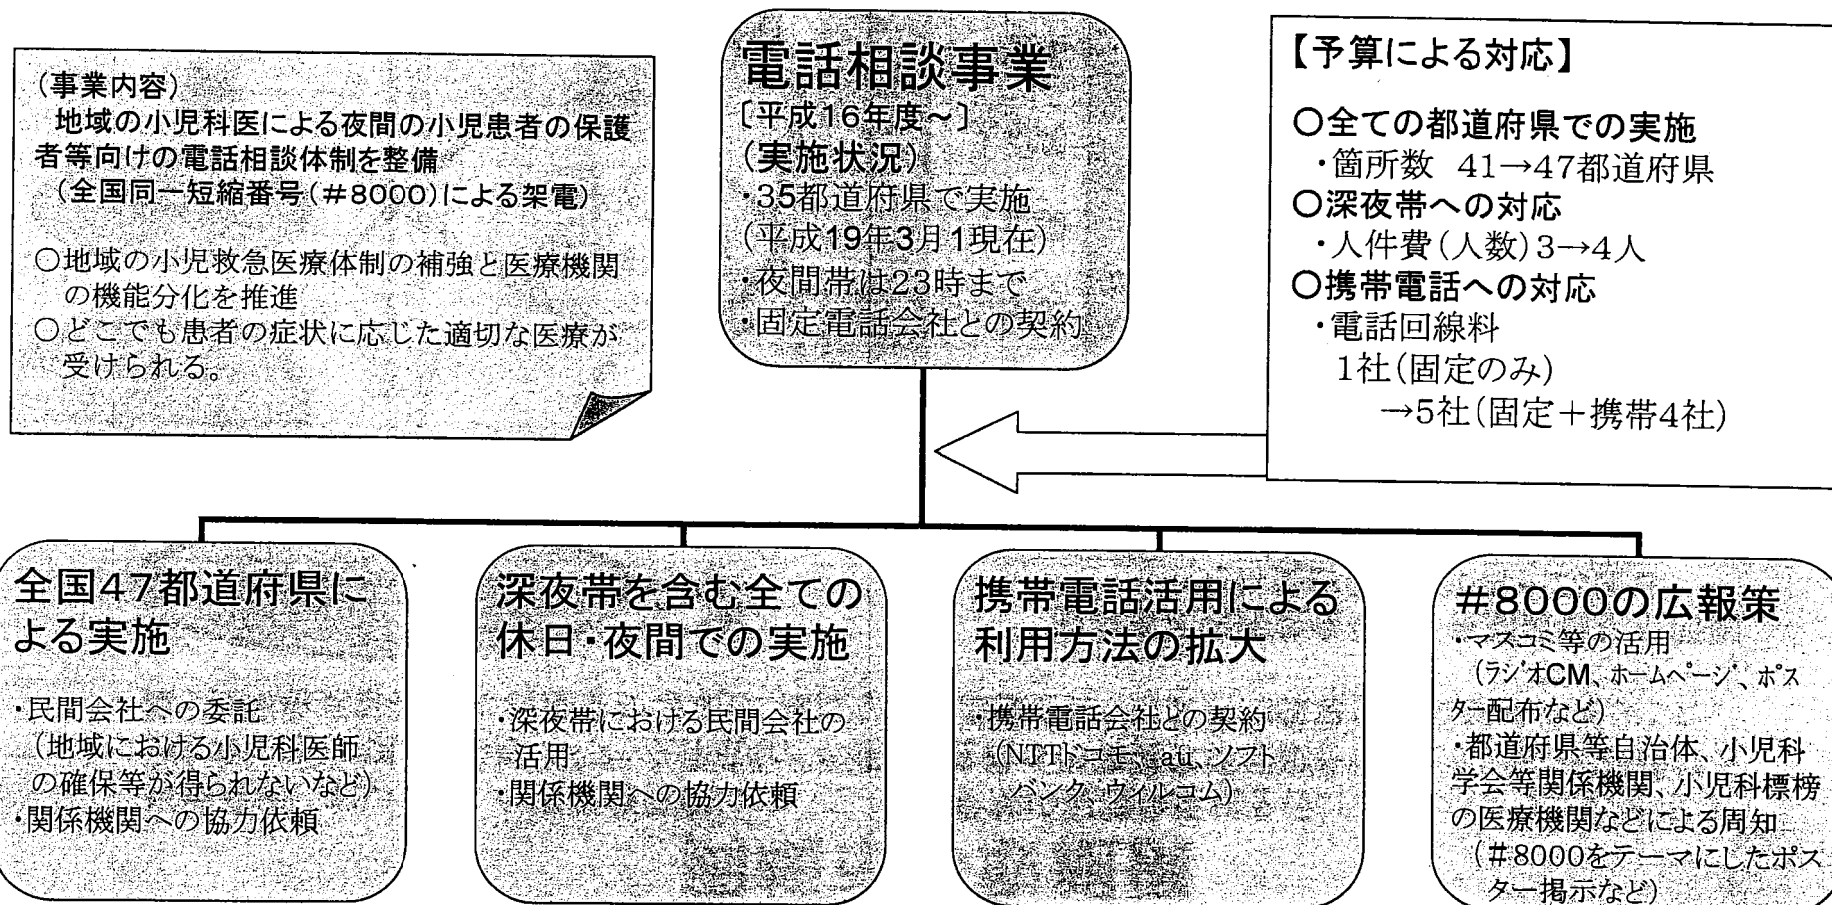 (事業内容)
地域の小児科医による夜間の小児患者の保護
者等向けの電話相談体制を整備
(全国同一短縮番号(#8000)による架電)
○地域の小児救急医療体制の補強と医療機関
の機能分化を推進
○どこでも患者の症状に応じた適切な医療が
受けられる。
電話相談事業
〔平成16年度～〕
(実施状況)
・35都道府県で実施
(平成19年3月1現在)
・夜間帯は23時まで
・固定電話会社との契約
【予算による対応】
○全ての都道府県での実施
・箇所数 41→47都道府県
○深夜帯への対応
・人件費(人数)3→4人
○携帯電話への対応
・電話回線料
1社(固定のみ)
→5社(固定＋携帯4社)
全国47都道府県に
よる実施
・民間会社への委託
(地域における小児科医師
の確保等が得られないなど)
・関係機関への協力依頼
深夜帯を含む全ての
休日・夜間での実施
・深夜帯における民間会社の
活用
・関係機関への協力依頼
携帯電話活用による
利用方法の拡大
・携帯電話会社との契約
(NTTドコモ、au、ソフト
バンク、ウィルコム)
#8000の広報策
・マスコミ等の活用
(ラジオCM、ホームページ、ポス
ター配布など)
・都道府県等自治体、小児科
学会等関係機関、小児科標榜
の医療機関などによる周知
(#8000をテーマにしたポス
ター掲示など)